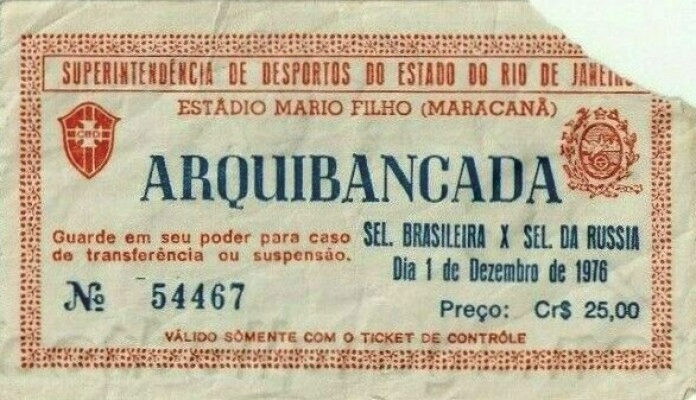 SUPERINTENDÊNCIA DE DESPORTOS DO ESTADO DO RIO DE JANEIRO
ESTÁDIO MARIO FILHO (MARACANÃ)
CBD
ARQUIBANCADA
Guarde em seu poder para caso
de transferência ou suspensão.
SEL. BRASILEIRA X SEL. DA RUSSIA
Dia 1 de Dezembro de 1976
Nº 54467
Preço: Cr$ 25,00
VÁLIDO SÒMENTE COM O TICKET DE CONTRÔLE